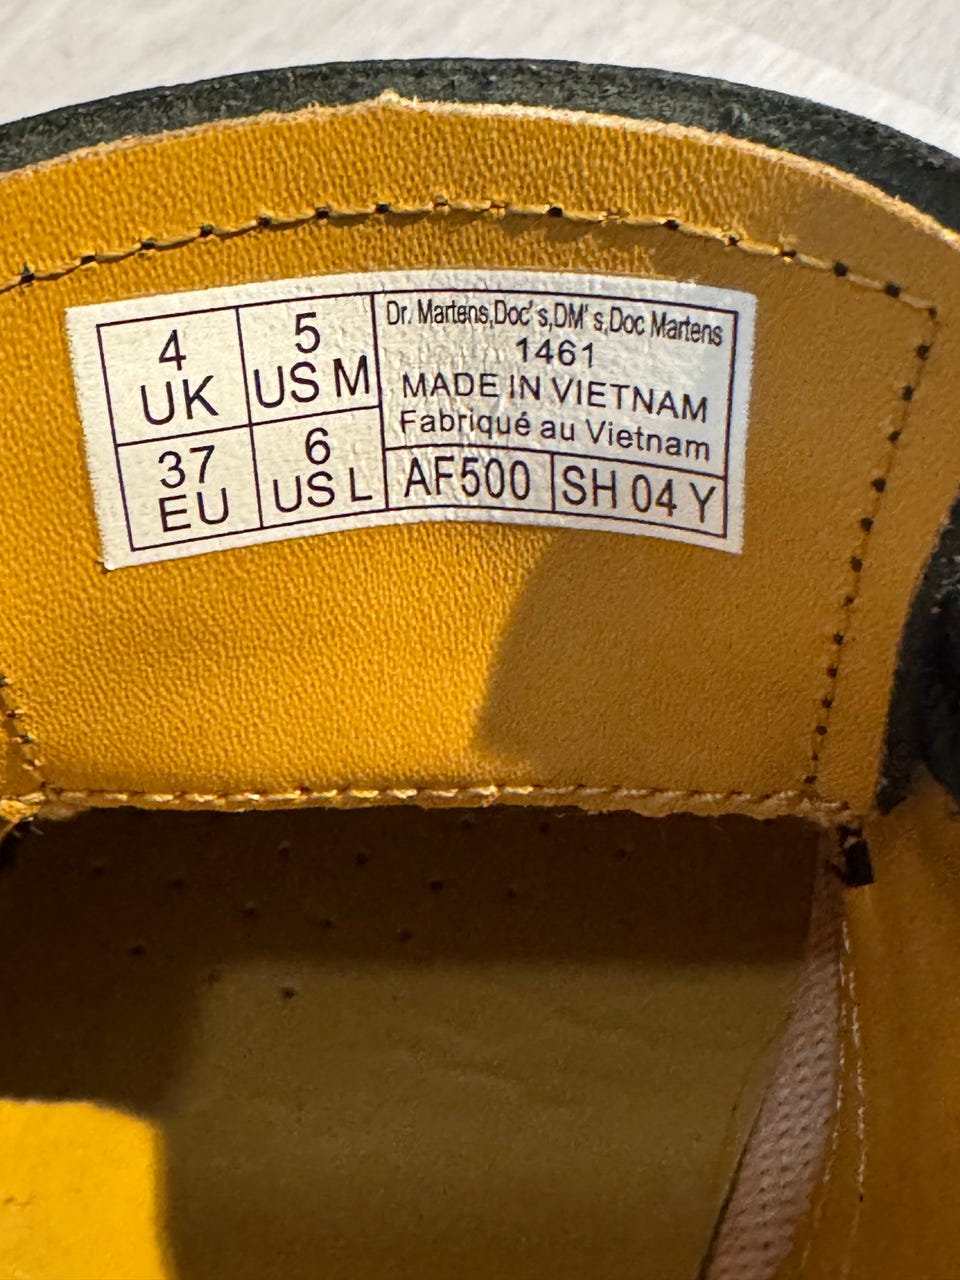 4
UK
5
US M
37
EU
6
US L
Dr. Martens,Doc's,DM's,Doc Martens
1461
MADE IN VIETNAM
Fabriqué au Vietnam
AF500
SH 04 Y